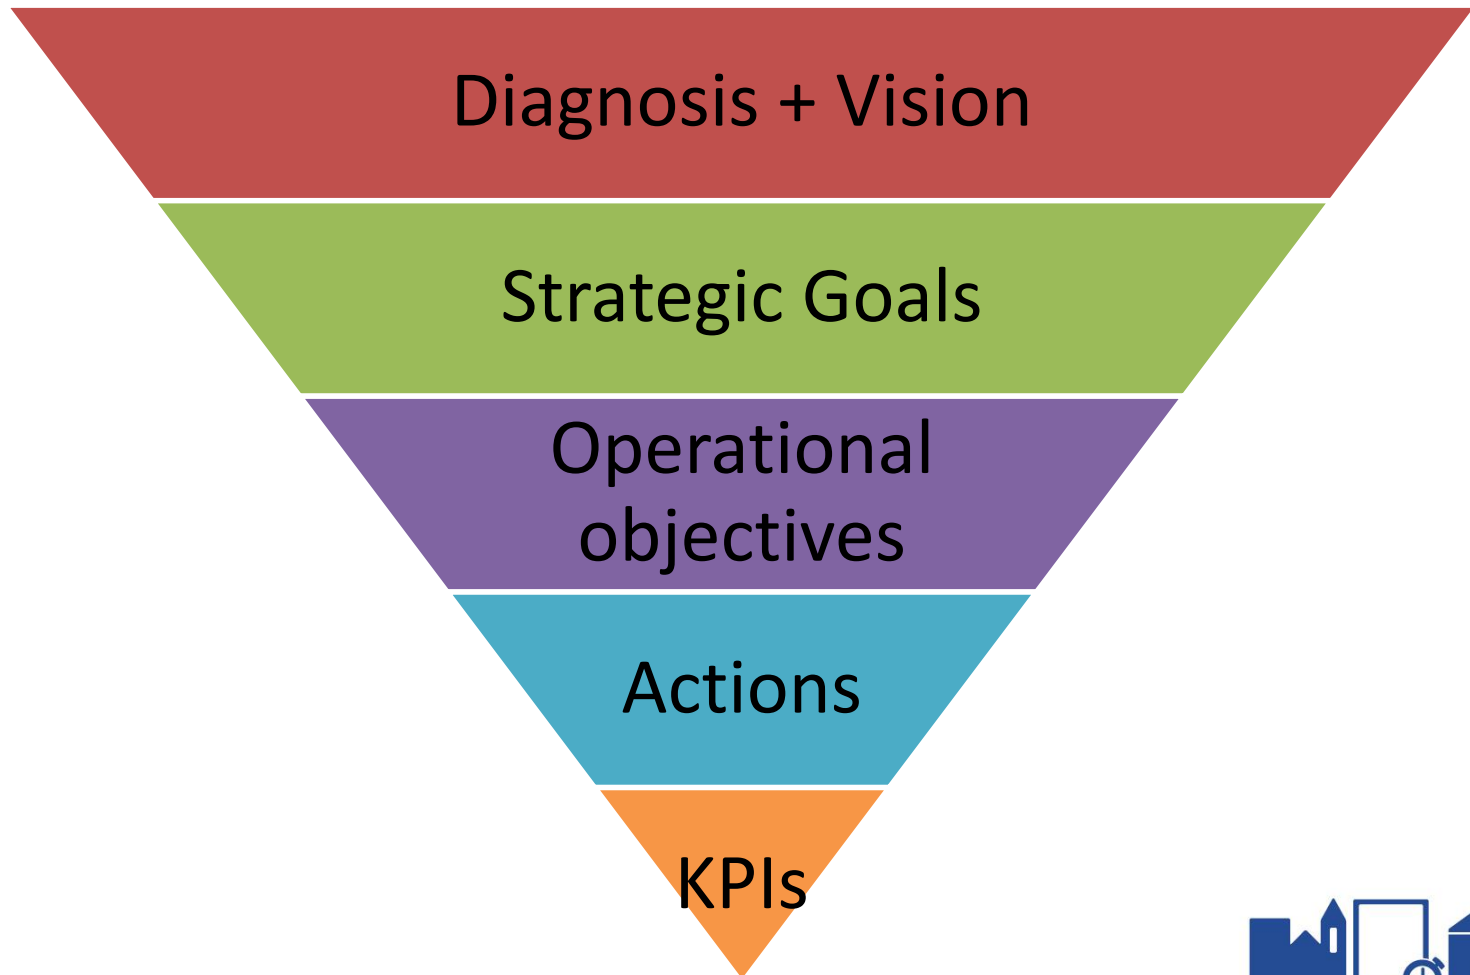 Diagnosis + Vision
Strategic Goals
Operational
objectives
Actions
KPIs